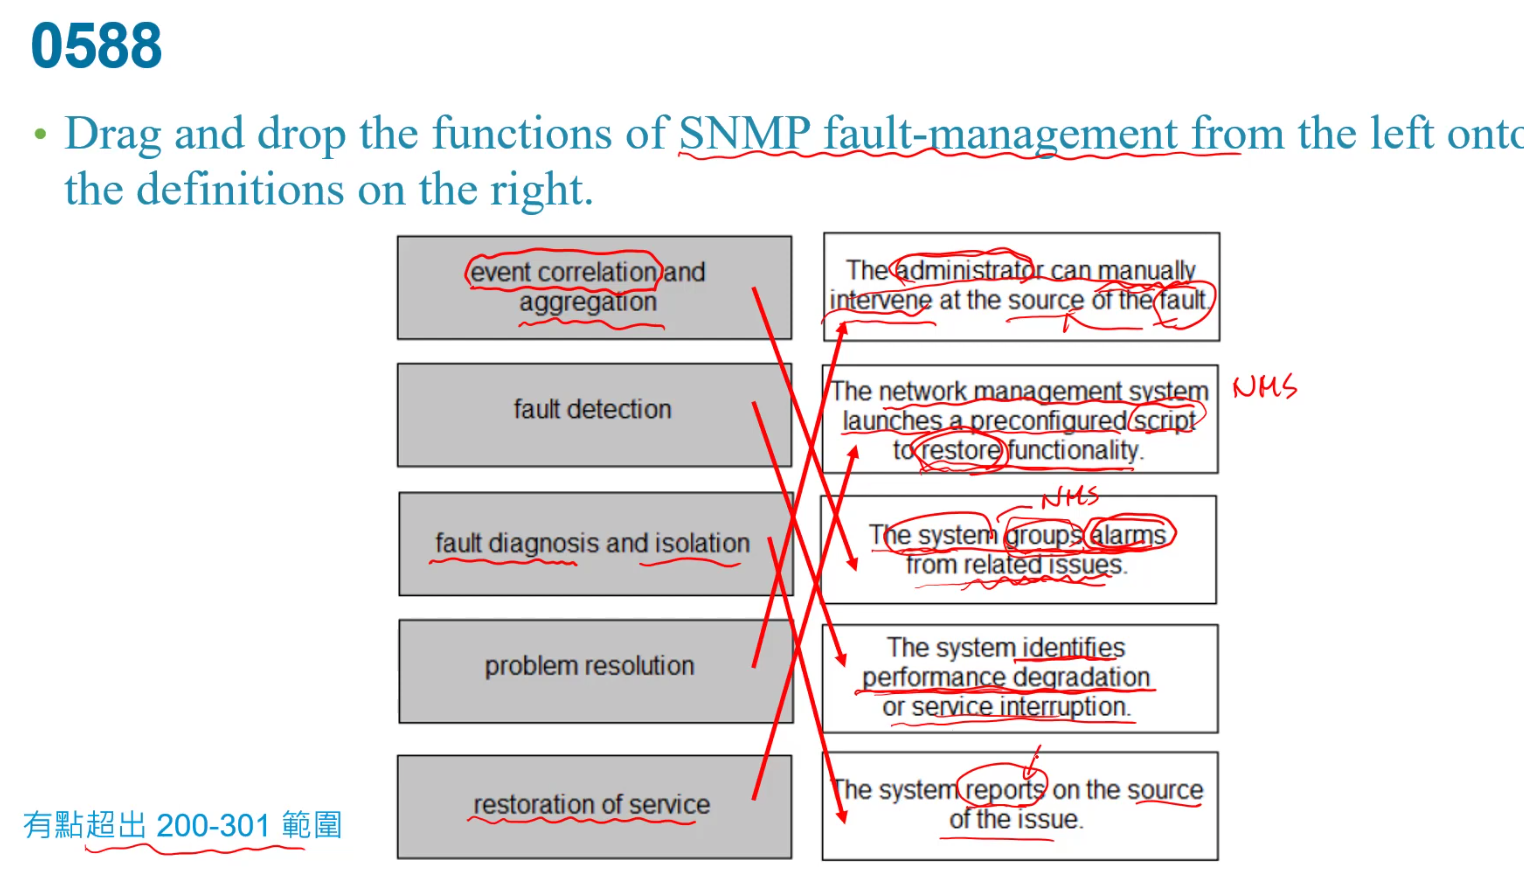 0588
• Drag and drop the functions of SNMP fault-management from the left onto
the definitions on the right.
event correlation and
aggregation
The administrator can manually
intervene at the source of the fault.
fault detection
The network management system
launches a preconfigured script
to restore functionality.
NMS
fault diagnosis and isolation
NMS
The system groups alarms
from related issues.
problem resolution
The system identifies
performance degradation
or service interruption.
restoration of service
The system reports on the source
of the issue.
有點超出 200-301 範圍